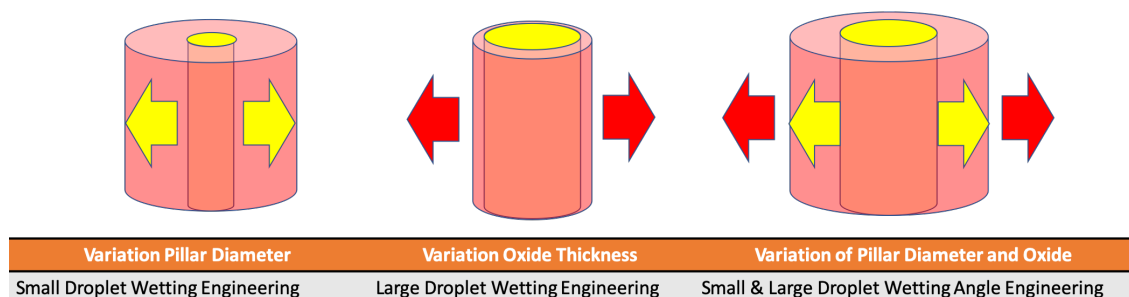 Variation Pillar Diameter
Variation Oxide Thickness
Variation of Pillar Diameter and Oxide
Small Droplet Wetting Engineering
Large Droplet Wetting Engineering
Small & Large Droplet Wetting Angle Engineering